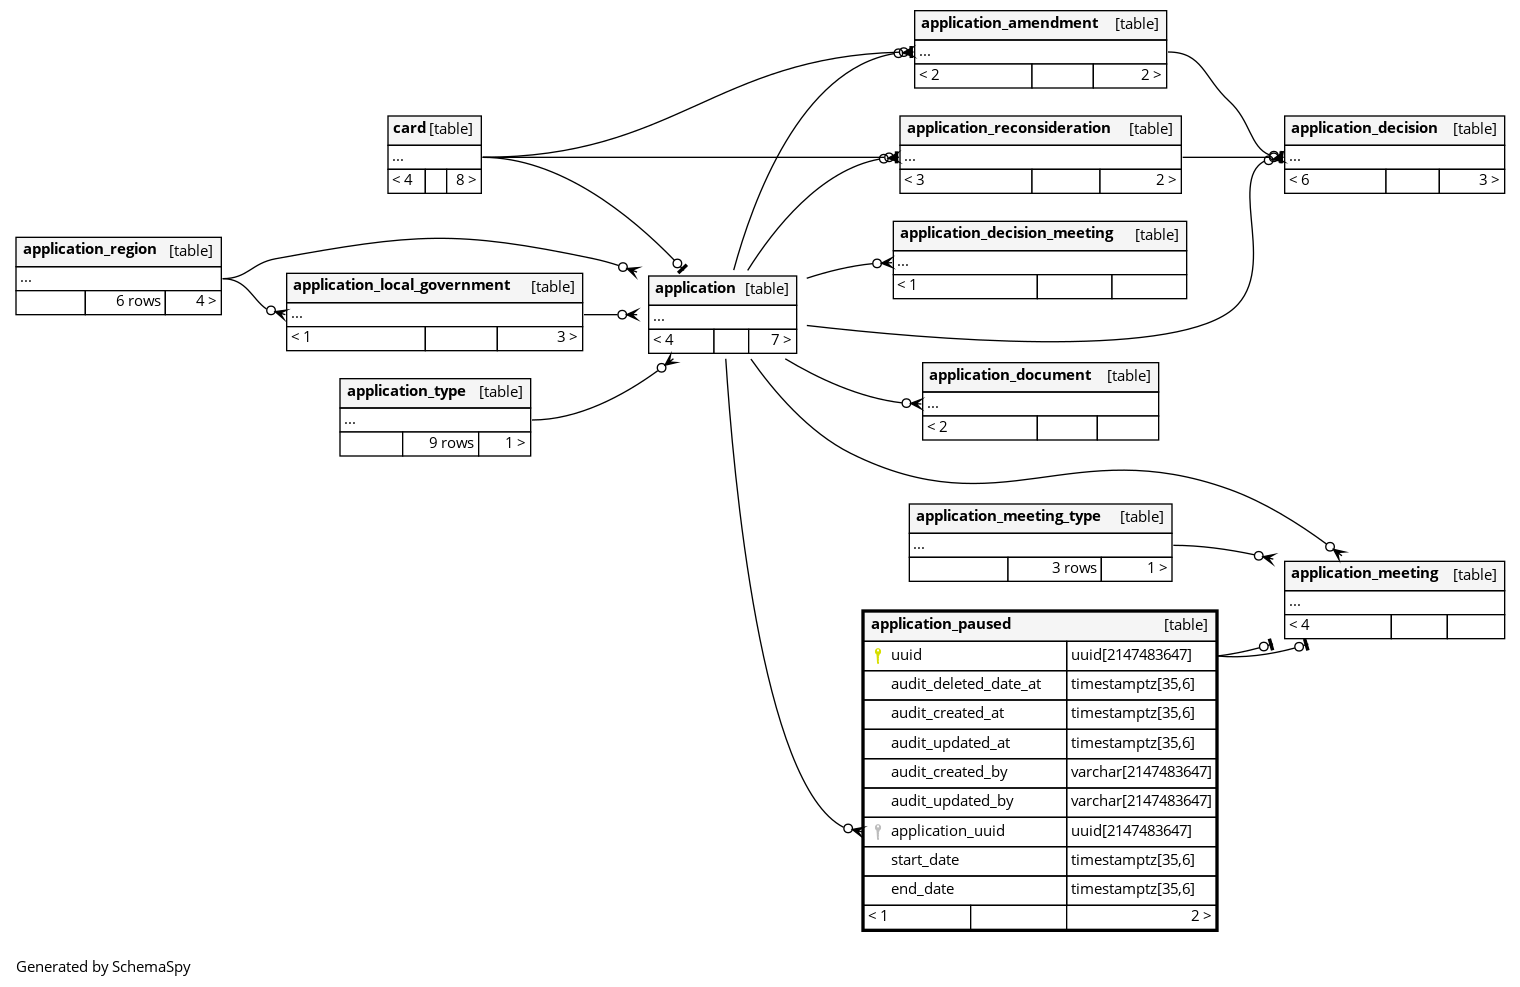 application_amendment [table]
...
< 2 2 >
card [table]
...
< 4 8 >
application_reconsideration [table]
...
< 3 2 >
application_decision [table]
...
< 6 3 >
application_region [table]
...
6 rows 4 >
application_decision_meeting [table]
...
< 1
application_local_government [table]
...
< 1 3 >
application [table]
...
< 4 7 >
application_type [table]
...
9 rows 1 >
application_document [table]
...
< 2
application_meeting_type [table]
...
3 rows 1 >
application_meeting [table]
...
< 4
application_paused [table]
uuid uuid[2147483647]
audit_deleted_date_at timestamptz[35,6]
audit_created_at timestamptz[35,6]
audit_updated_at timestamptz[35,6]
audit_created_by varchar[2147483647]
audit_updated_by varchar[2147483647]
application_uuid uuid[2147483647]
start_date timestamptz[35,6]
end_date timestamptz[35,6]
< 1 2 >
Generated by SchemaSpy